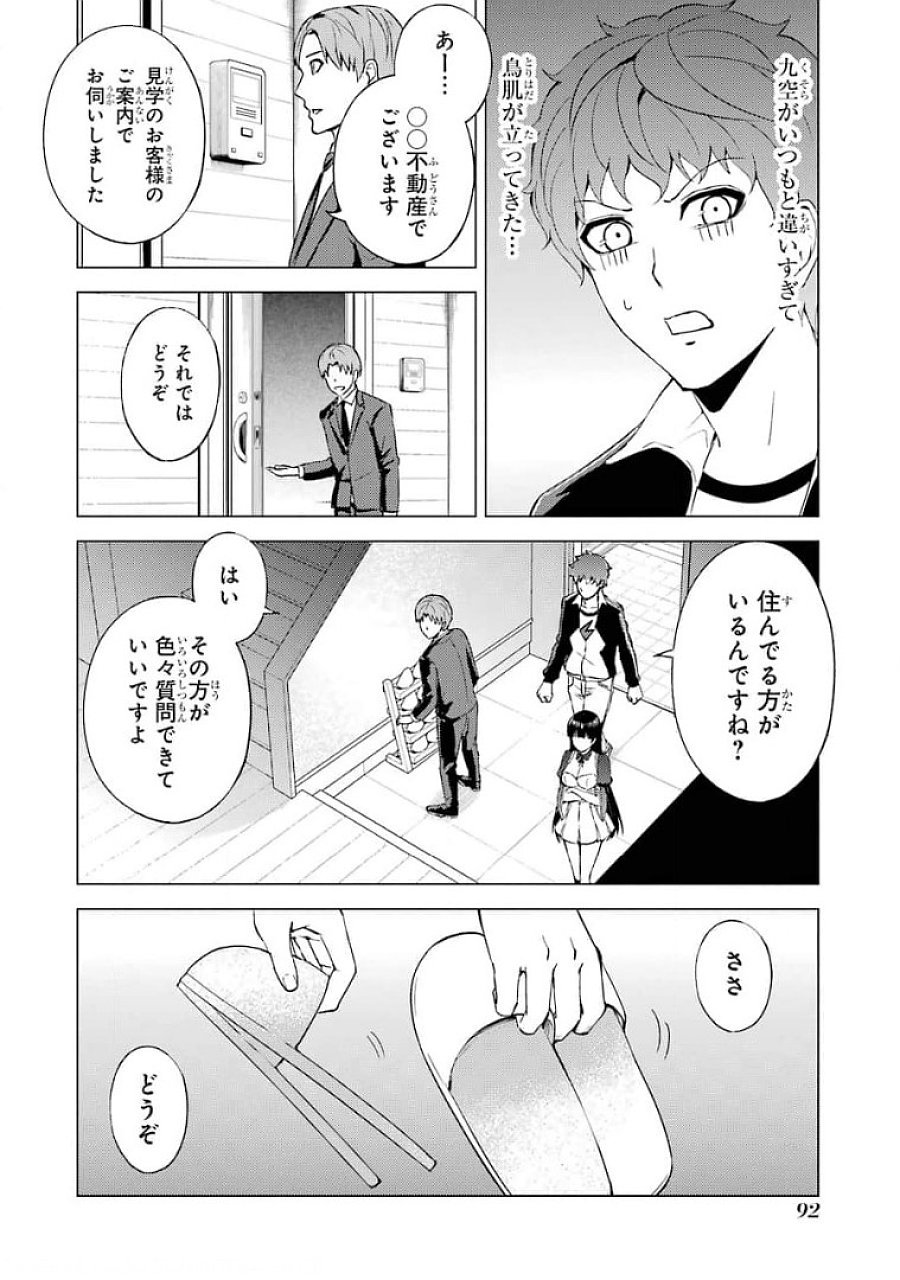 九空がいつもと違いすぎて
鳥肌が立ってきた…
あー…
○○不動産で
ございます
見学のお客様の
ご案内で
お伺いしました
それでは
どうぞ
住んでる方が
いるんですね？
はい
その方が
色々質問できて
いいですよ
ささ
どうぞ
92